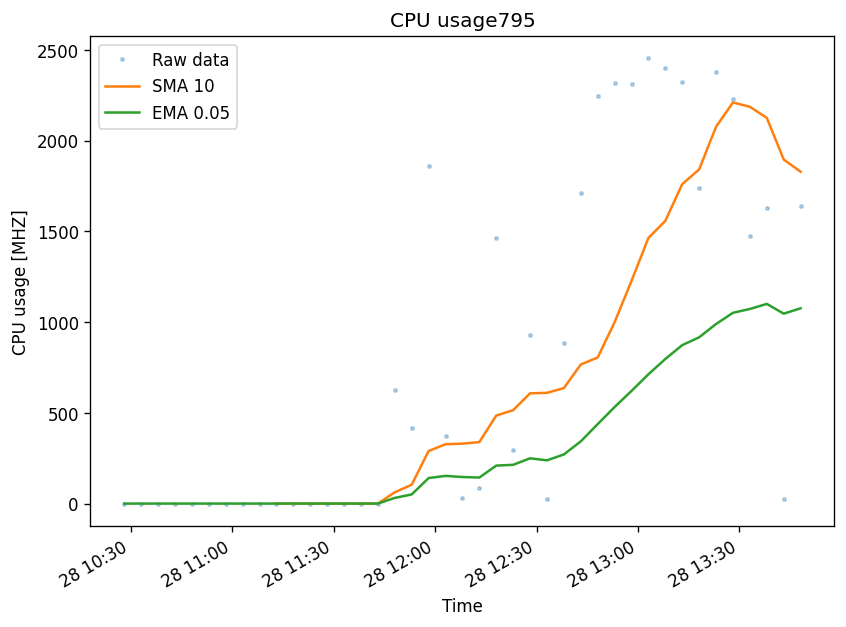 CPU usage795
Raw data
SMA 10
EMA 0.05
CPU usage [MHZ]
2500
2000
1500
1000
500
0
28 10:30
28 11:00
28 11:30
28 12:00
28 12:30
28 13:00
28 13:30
Time